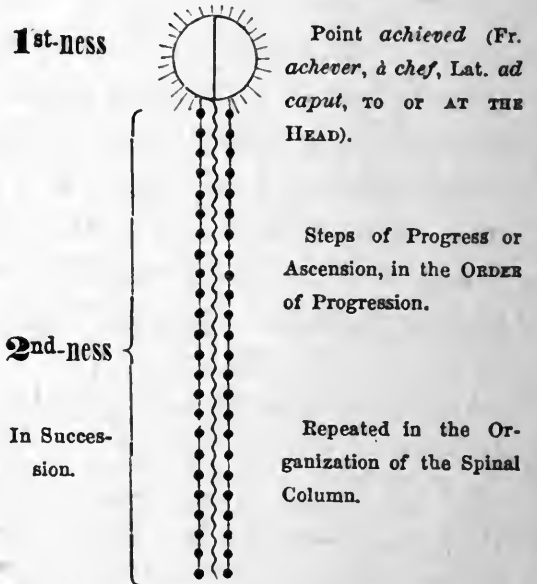 1st-ness
Point achieved (Fr.
achever, à chef, Lat. ad
caput, TO or AT THE
HEAD).
Steps of Progress or
Ascension, in the ORDER
of Progression.
2nd-ness
In Succes-
sion.
Repeated in the Or-
ganization of the Spinal
Column.